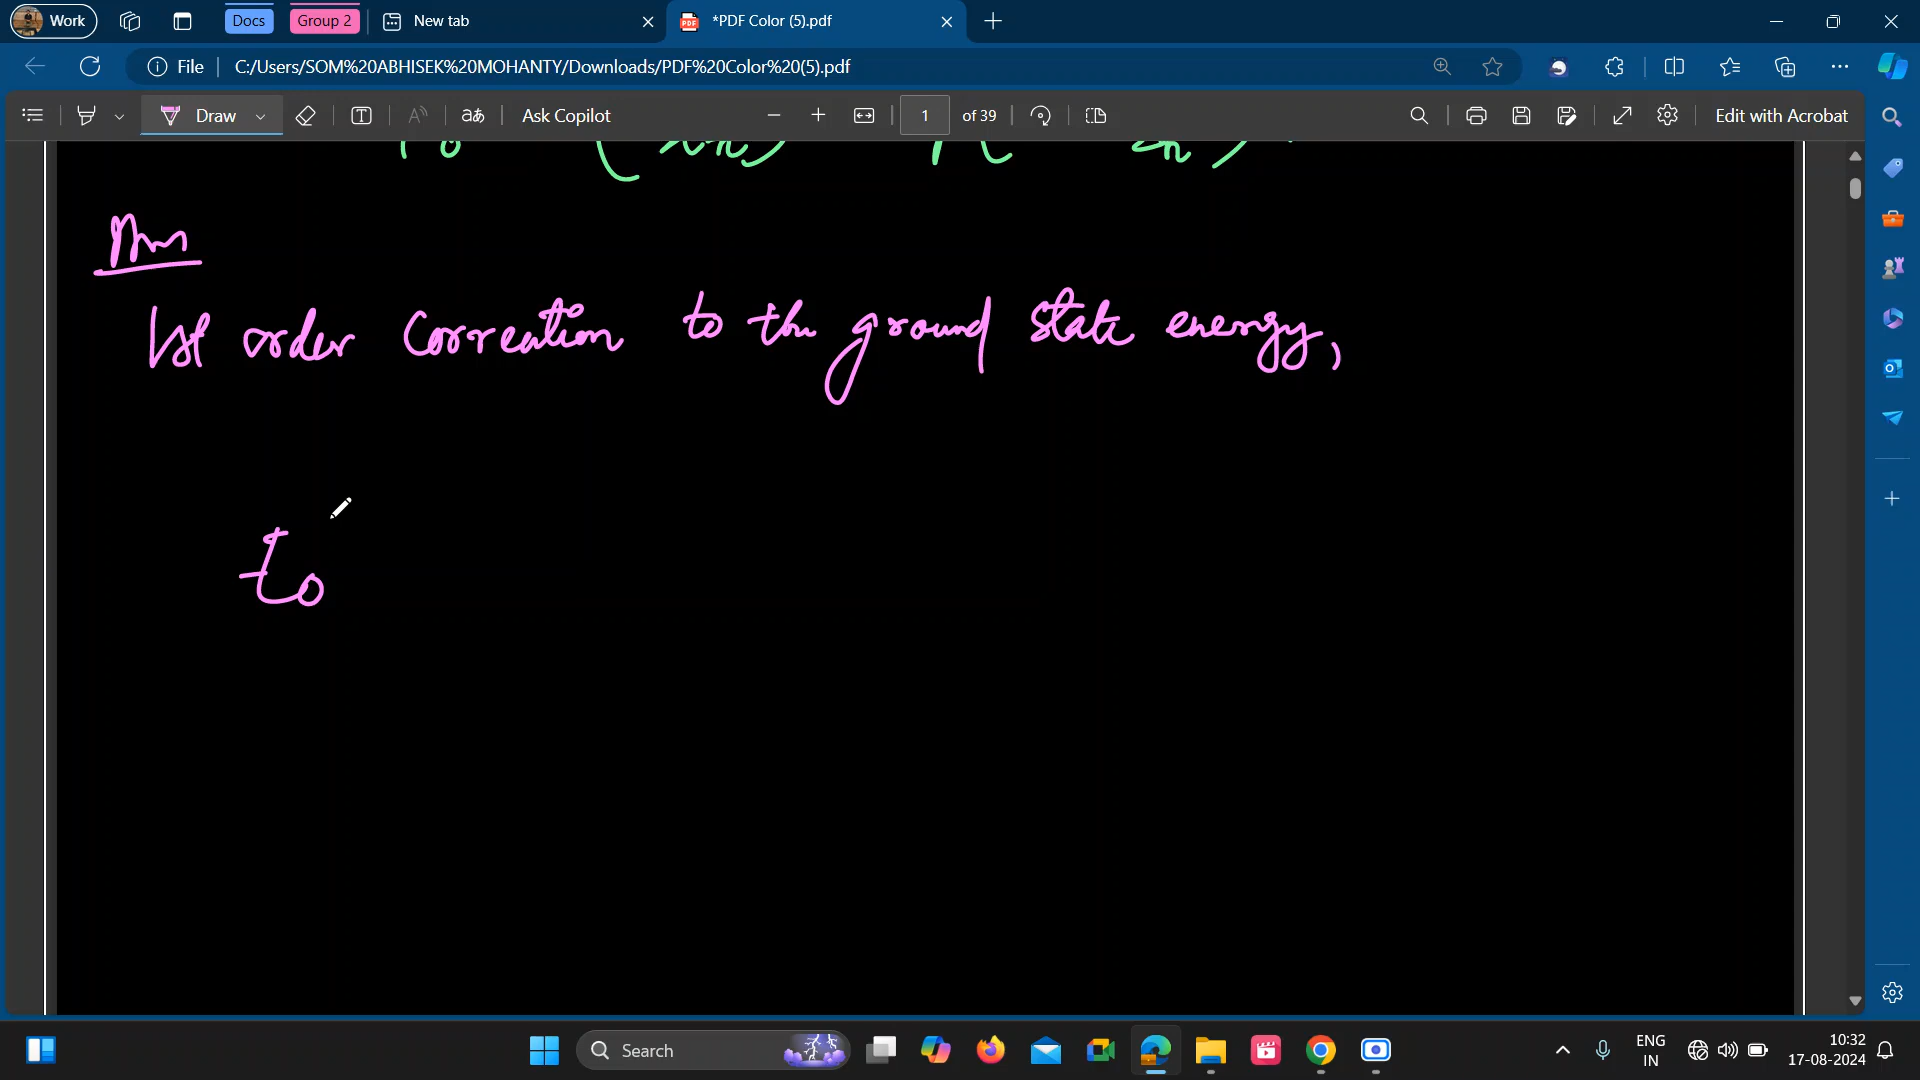 Work
Docs
Group 2
New tab
*PDF Color (5).pdf
File
C:/Users/SOM%20ABHISEK%20MOHANTY/Downloads/PDF%20Color%20(5).pdf
Draw
aあ
Ask Copilot
1
of 39
Edit with Acrobat
Ans
1st order Correction to the ground state energy,
E0
Search
ENG
IN
10:32
17-08-2024